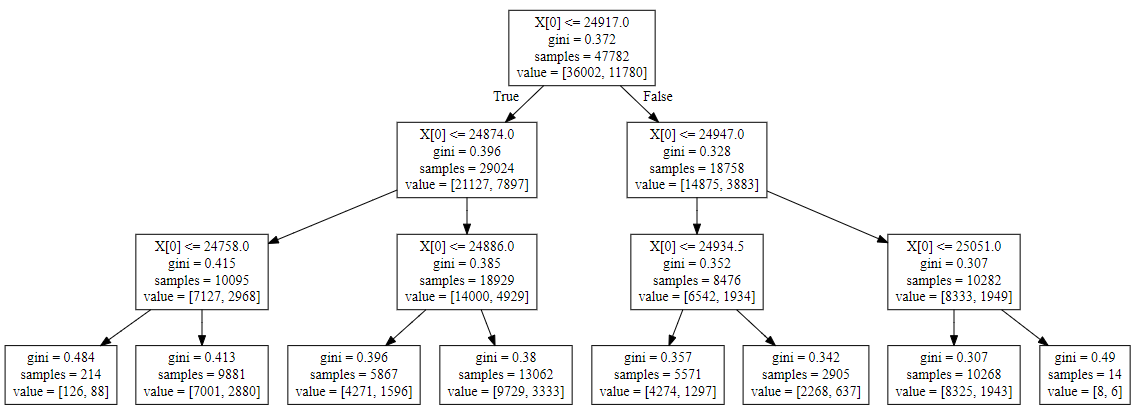 X[0] <= 24917.0
gini = 0.372
samples = 47782
value = [36002, 11780]
True
False
X[0] <= 24874.0
gini = 0.396
samples = 29024
value = [21127, 7897]
X[0] <= 24947.0
gini = 0.328
samples = 18758
value = [14875, 3883]
X[0] <= 24758.0
gini = 0.415
samples = 10095
value = [7127, 2968]
X[0] <= 24886.0
gini = 0.385
samples = 18929
value = [14000, 4929]
X[0] <= 24934.5
gini = 0.352
samples = 8476
value = [6542, 1934]
X[0] <= 25051.0
gini = 0.307
samples = 10282
value = [8333, 1949]
gini = 0.484
samples = 214
value = [126, 88]
gini = 0.413
samples = 9881
value = [7001, 2880]
gini = 0.396
samples = 5867
value = [4271, 1596]
gini = 0.38
samples = 13062
value = [9729, 3333]
gini = 0.357
samples = 5571
value = [4274, 1297]
gini = 0.342
samples = 2905
value = [2268, 637]
gini = 0.307
samples = 10268
value = [8325, 1943]
gini = 0.49
samples = 14
value = [8, 6]